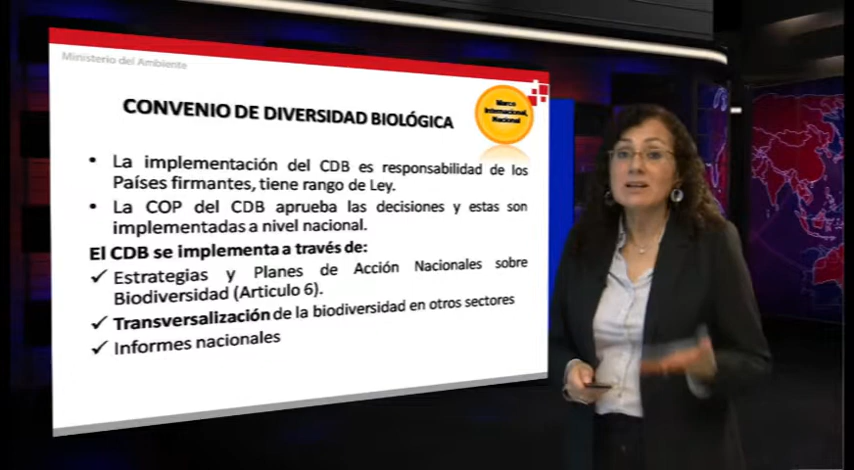 Ministerio del Ambiente
CONVENIO DE DIVERSIDAD BIOLÓGICA
Marco
Internacional,
Nacional
• La implementación del CDB es responsabilidad de los
Países firmantes, tiene rango de Ley.
• La COP del CDB aprueba las decisiones y estas son
implementadas a nivel nacional.
El CDB se implementa a través de:
✓ Estrategias y Planes de Acción Nacionales sobre
Biodiversidad (Articulo 6).
✓ Transversalización de la biodiversidad en otros sectores
✓ Informes nacionales